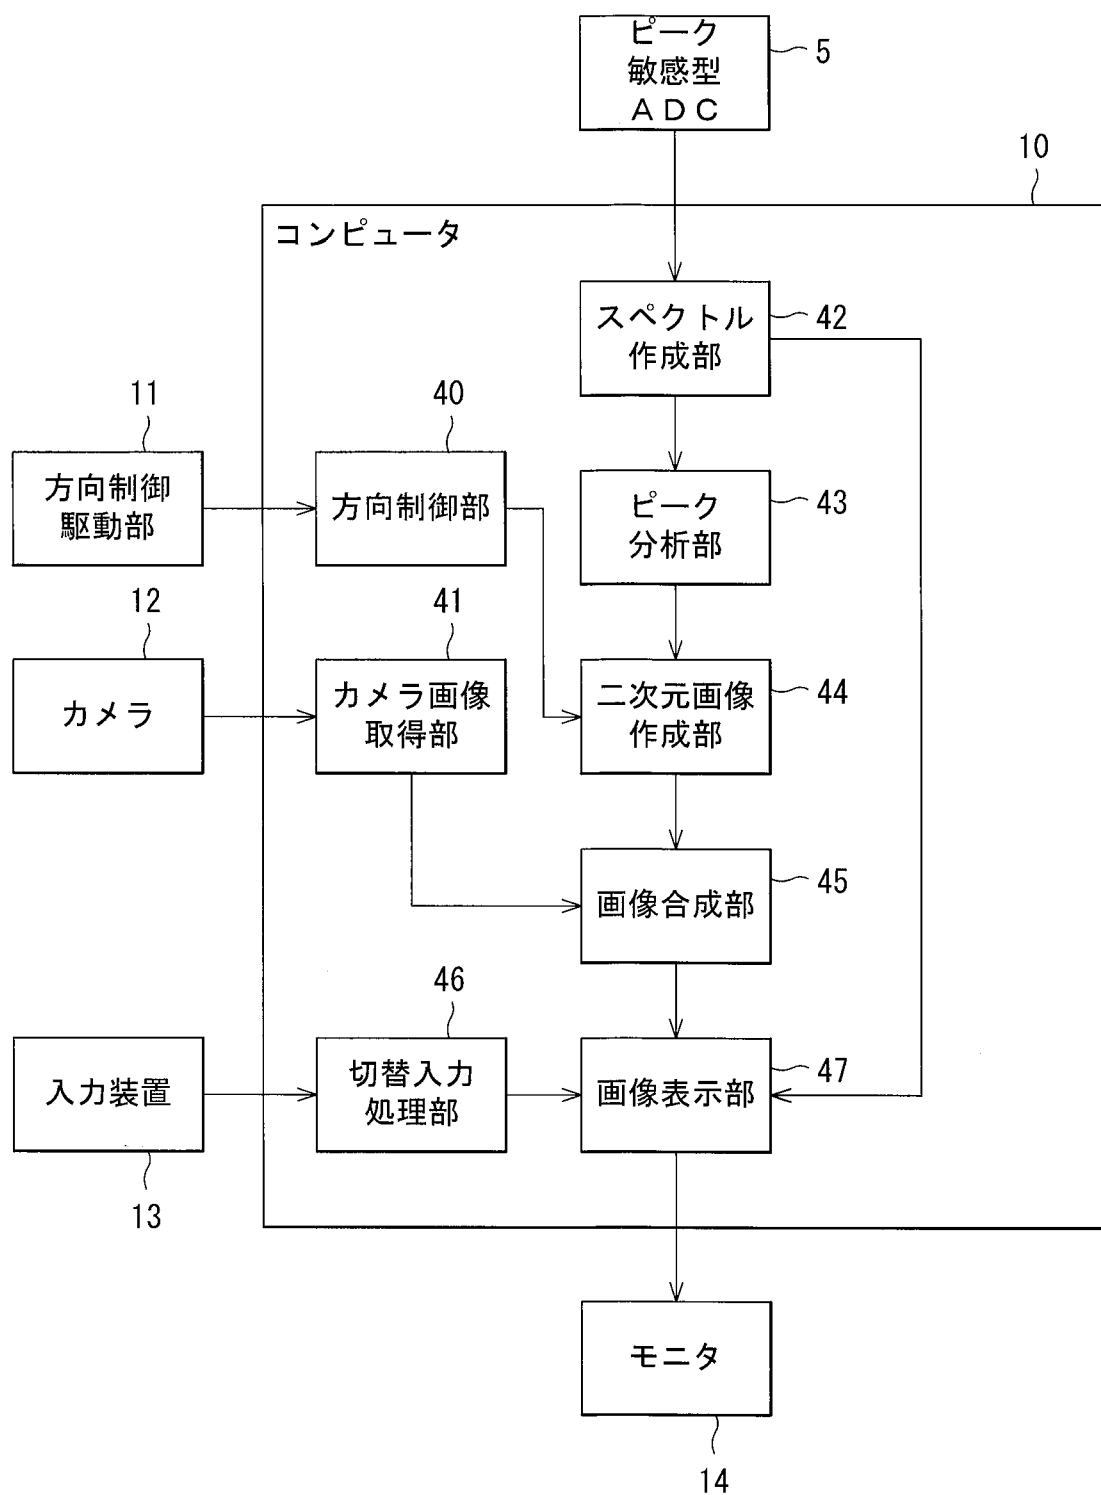 ピーク
敏感型
ADC
5
10
コンピュータ
スペクトル
作成部
42
11
40
方向制御
駆動部
方向制御部
ピーク
分析部
43
12
41
カメラ
カメラ画像
取得部
二次元画像
作成部
44
画像合成部
45
46
入力装置
切替入力
処理部
画像表示部
47
13
モニタ
14